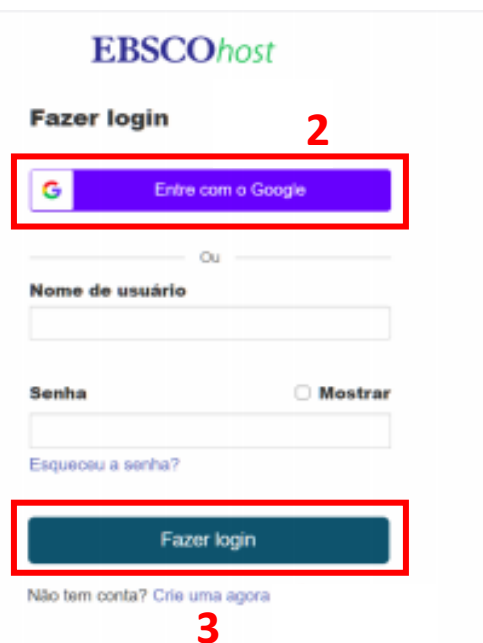 EBSCOhost
Fazer login
2
G Entre com o Google
Ou
Nome de usuário
Senha Mostrar
Esqueceu a senha?
Fazer login
Não tem conta? Crie uma agora
3